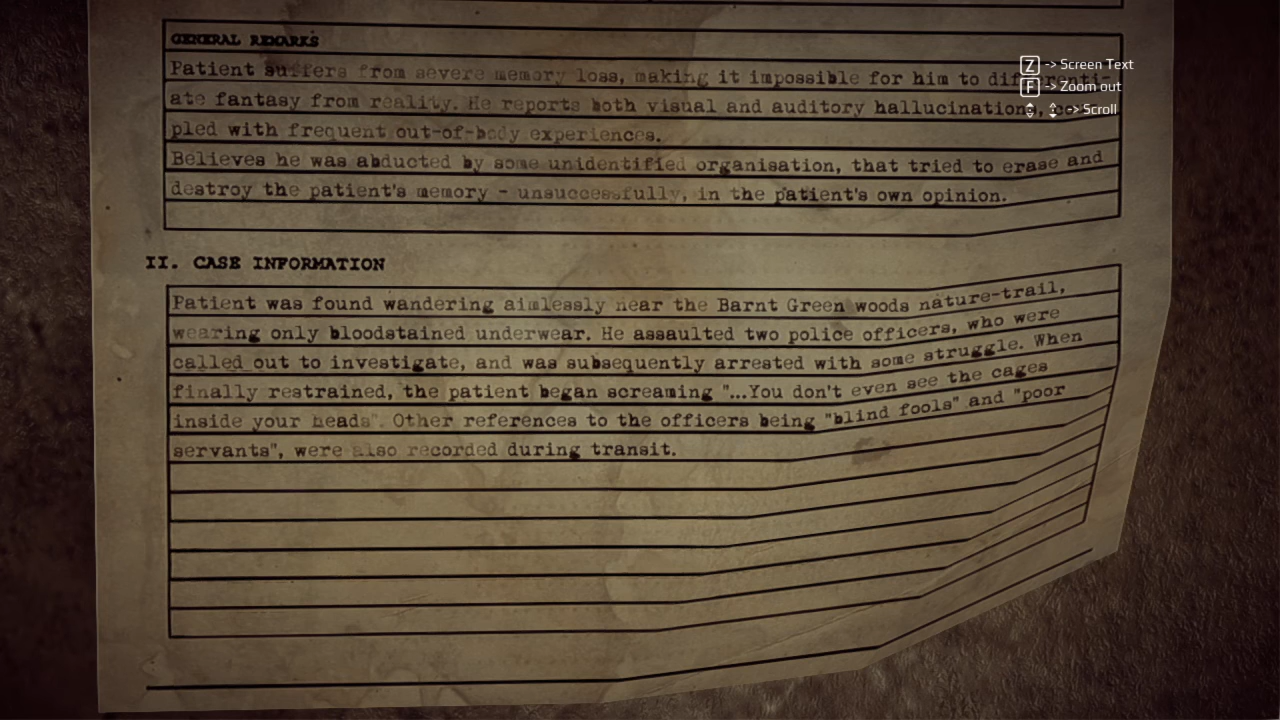 GENERAL REMARKS
Patient suffers from severe memory loss, making it impossible for him to differenti-
ate fantasy from reality. He reports both visual and auditory hallucinations, cou-
pled with frequent out-of-body experiences.
Believes he was abducted by some unidentified organisation, that tried to erase and
destroy the patient's memory - unsuccessfully, in the patient's own opinion.
II. CASE INFORMATION
Patient was found wandering aimlessly near the Barnt Green woods nature-trail,
wearing only bloodstained underwear. He assaulted two police officers, who were
called out to investigate, and was subsequently arrested with some struggle. When
finally restrained, the patient began screaming "...You don't even see the cages
inside your heads". Other references to the officers being "blind fools" and "poor
servants", were also recorded during transit.
Z -> Screen Text
F -> Zoom out
-> Scroll